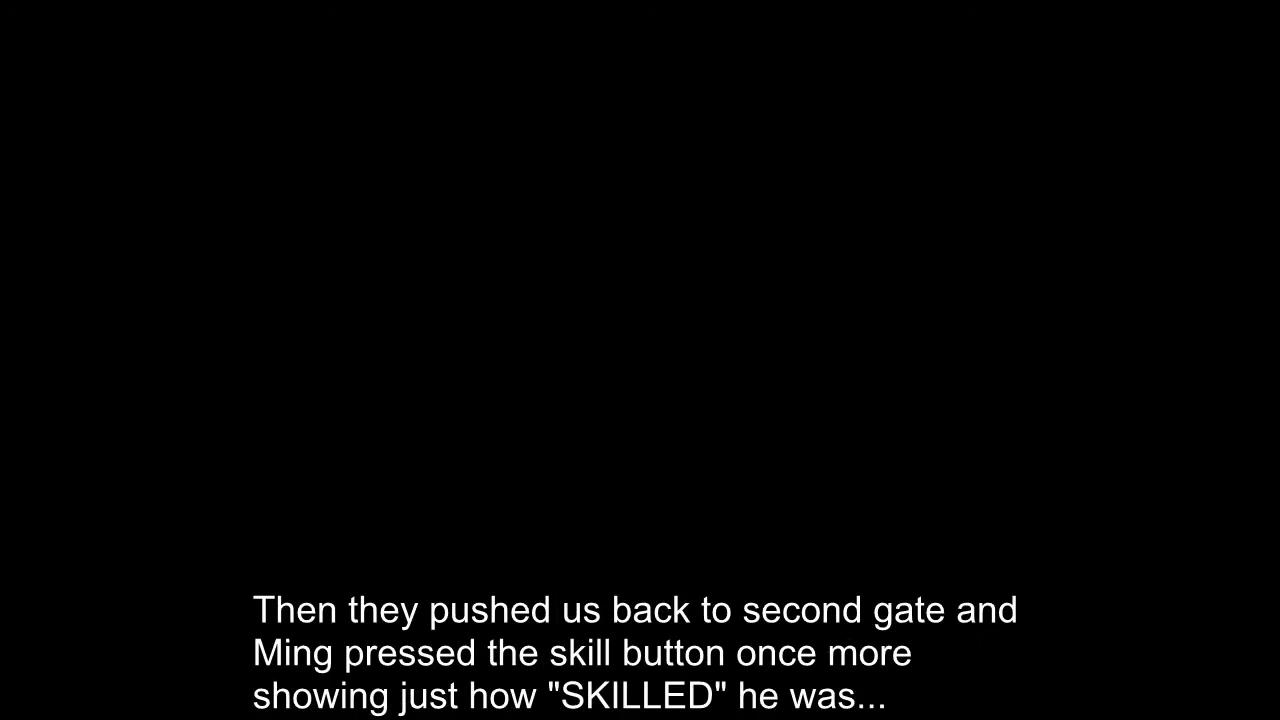 Then they pushed us back to second gate and
Ming pressed the skill button once more
showing just how "SKILLED" he was...